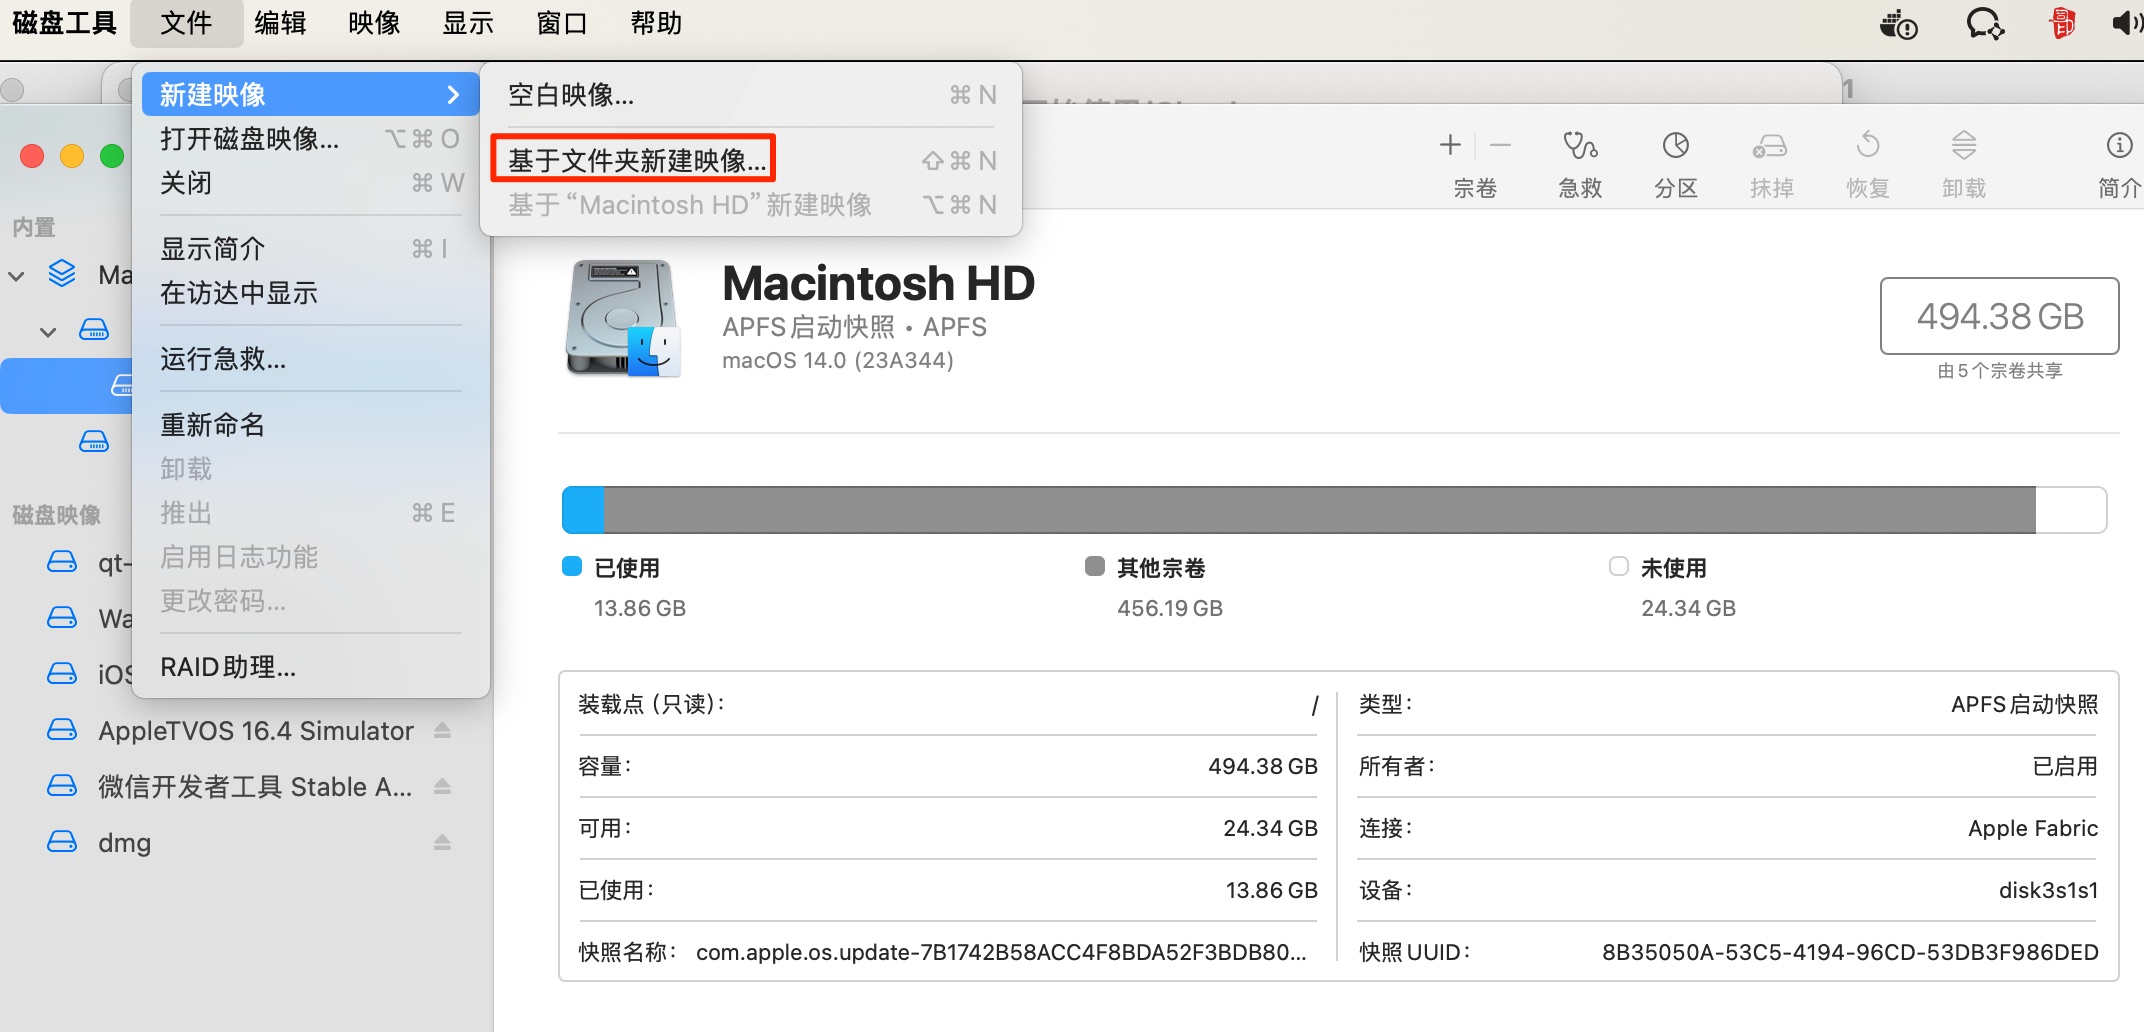 磁盘工具 文件 编辑 映像 显示 窗口 帮助
新建映像
打开磁盘映像... ⌥⌘O
关闭 ⌘W
显示简介 ⌘I
在访达中显示
运行急救...
重新命名
卸载
推出 ⌘E
启用日志功能
更改密码...
RAID助理...
空白映像... ⌘N
基于文件夹新建映像... ⇧⌘N
基于“Macintosh HD”新建映像 ⌥⌘N
宗卷 急救 分区 抹掉 恢复 卸载 简介
内置
Ma
磁盘映像
qt-
Wa
iOS
AppleTVOS 16.4 Simulator
微信开发者工具 Stable A...
dmg
Macintosh HD
APFS启动快照 • APFS
macOS 14.0 (23A344)
494.38 GB
由5个宗卷共享
已使用
13.86 GB
其他宗卷
456.19 GB
未使用
24.34 GB
装载点（只读）： /
容量： 494.38 GB
可用： 24.34 GB
已使用： 13.86 GB
快照名称： com.apple.os.update-7B1742B58ACC4F8BDA52F3BDB80...
类型： APFS启动快照
所有者： 已启用
连接： Apple Fabric
设备： disk3s1s1
快照UUID： 8B35050A-53C5-4194-96CD-53DB3F986DED